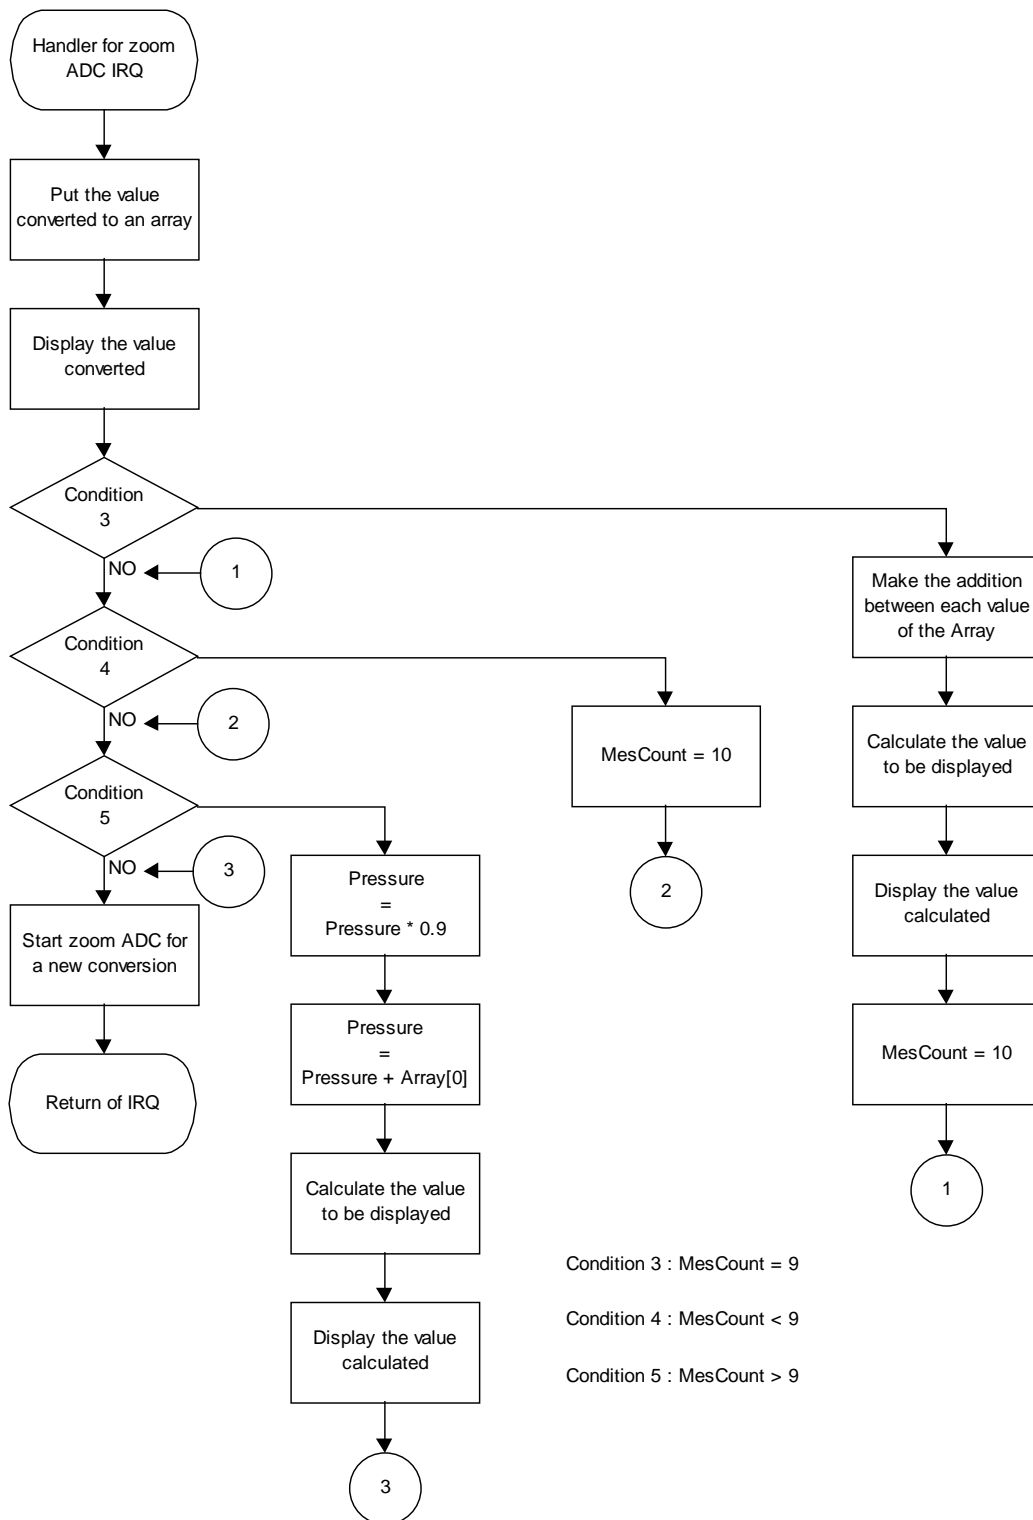 Handler for zoom
ADC IRQ
Put the value
converted to an array
Display the value
converted
Condition
3
NO
1
Condition
4
NO
2
Condition
5
NO
3
Start zoom ADC for
a new conversion
Return of IRQ
Pressure
=
Pressure * 0.9
Pressure
=
Pressure + Array[0]
Calculate the value
to be displayed
Display the value
calculated
3
MesCount = 10
2
Make the addition
between each value
of the Array
Calculate the value
to be displayed
Display the value
calculated
MesCount = 10
1
Condition 3 : MesCount = 9
Condition 4 : MesCount < 9
Condition 5 : MesCount > 9